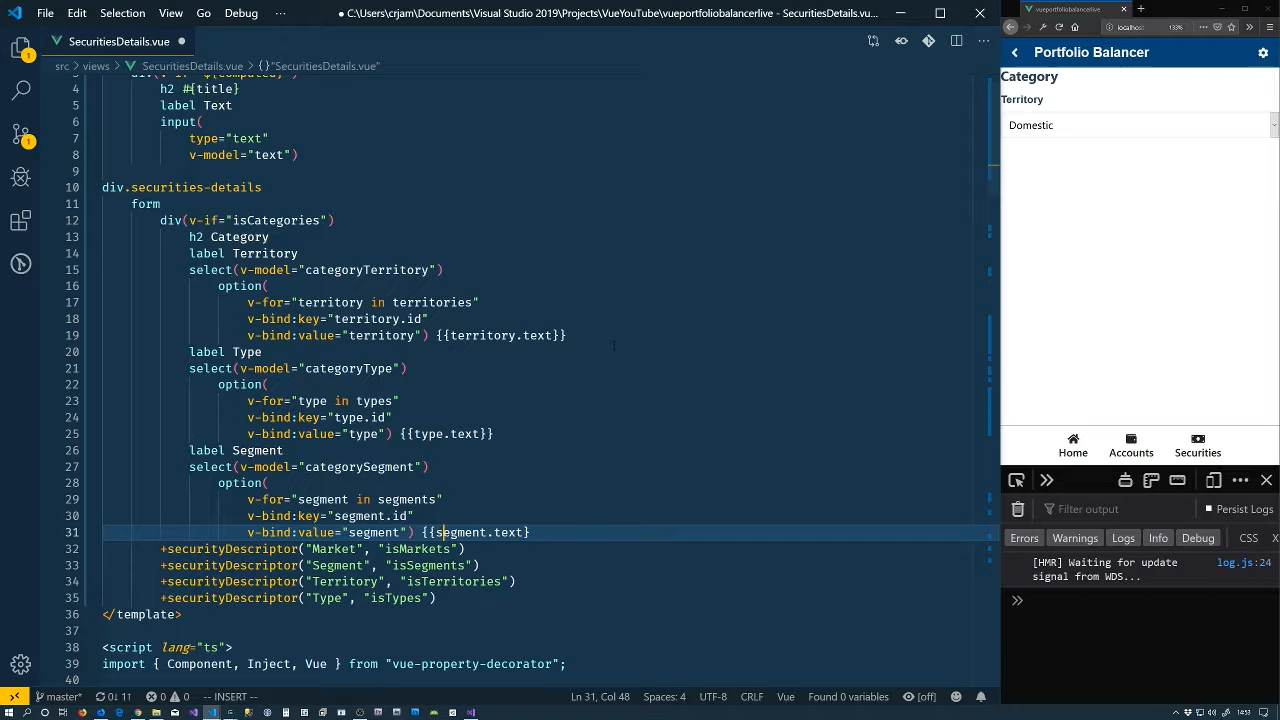 File Edit Selection View Go Debug ··· ● C:\Users\crjam\Documents\Visual Studio 2019\Projects\VueYouTube\vueportfoliobalancerlive - SecuritiesDetails.vu...
SecuritiesDetails.vue ●
src › views › SecuritiesDetails.vue › {} "SecuritiesDetails.vue"
4 h2 #{title}
5 label Text
6 input(
7 type="text"
8 v-model="text")
9
10 div.securities-details
11 form
12 div(v-if="isCategories")
13 h2 Category
14 label Territory
15 select(v-model="categoryTerritory")
16 option(
17 v-for="territory in territories"
18 v-bind:key="territory.id"
19 v-bind:value="territory") {{territory.text}}
20 label Type
21 select(v-model="categoryType")
22 option(
23 v-for="type in types"
24 v-bind:key="type.id"
25 v-bind:value="type") {{type.text}}
26 label Segment
27 select(v-model="categorySegment")
28 option(
29 v-for="segment in segments"
30 v-bind:key="segment.id"
31 v-bind:value="segment") {{segment.text}
32 +securityDescriptor("Market", "isMarkets")
33 +securityDescriptor("Segment", "isSegments")
34 +securityDescriptor("Territory", "isTerritories")
35 +securityDescriptor("Type", "isTypes")
36 </template>
37
38 <script lang="ts">
39 import { Component, Inject, Vue } from "vue-property-decorator";
40
master* 0↓ 1↑ 0 0 -- INSERT -- Ln 31, Col 48 Spaces: 4 UTF-8 CRLF Vue Found 0 variables [off]
vueportfoliobalancerlive
localhost 133%
Portfolio Balancer
Category
Territory
Domestic
Home Accounts Securities
Filter output Persist Logs
Errors Warnings Logs Info Debug CSS X
[HMR] Waiting for update signal from WDS... log.js:24
14:53